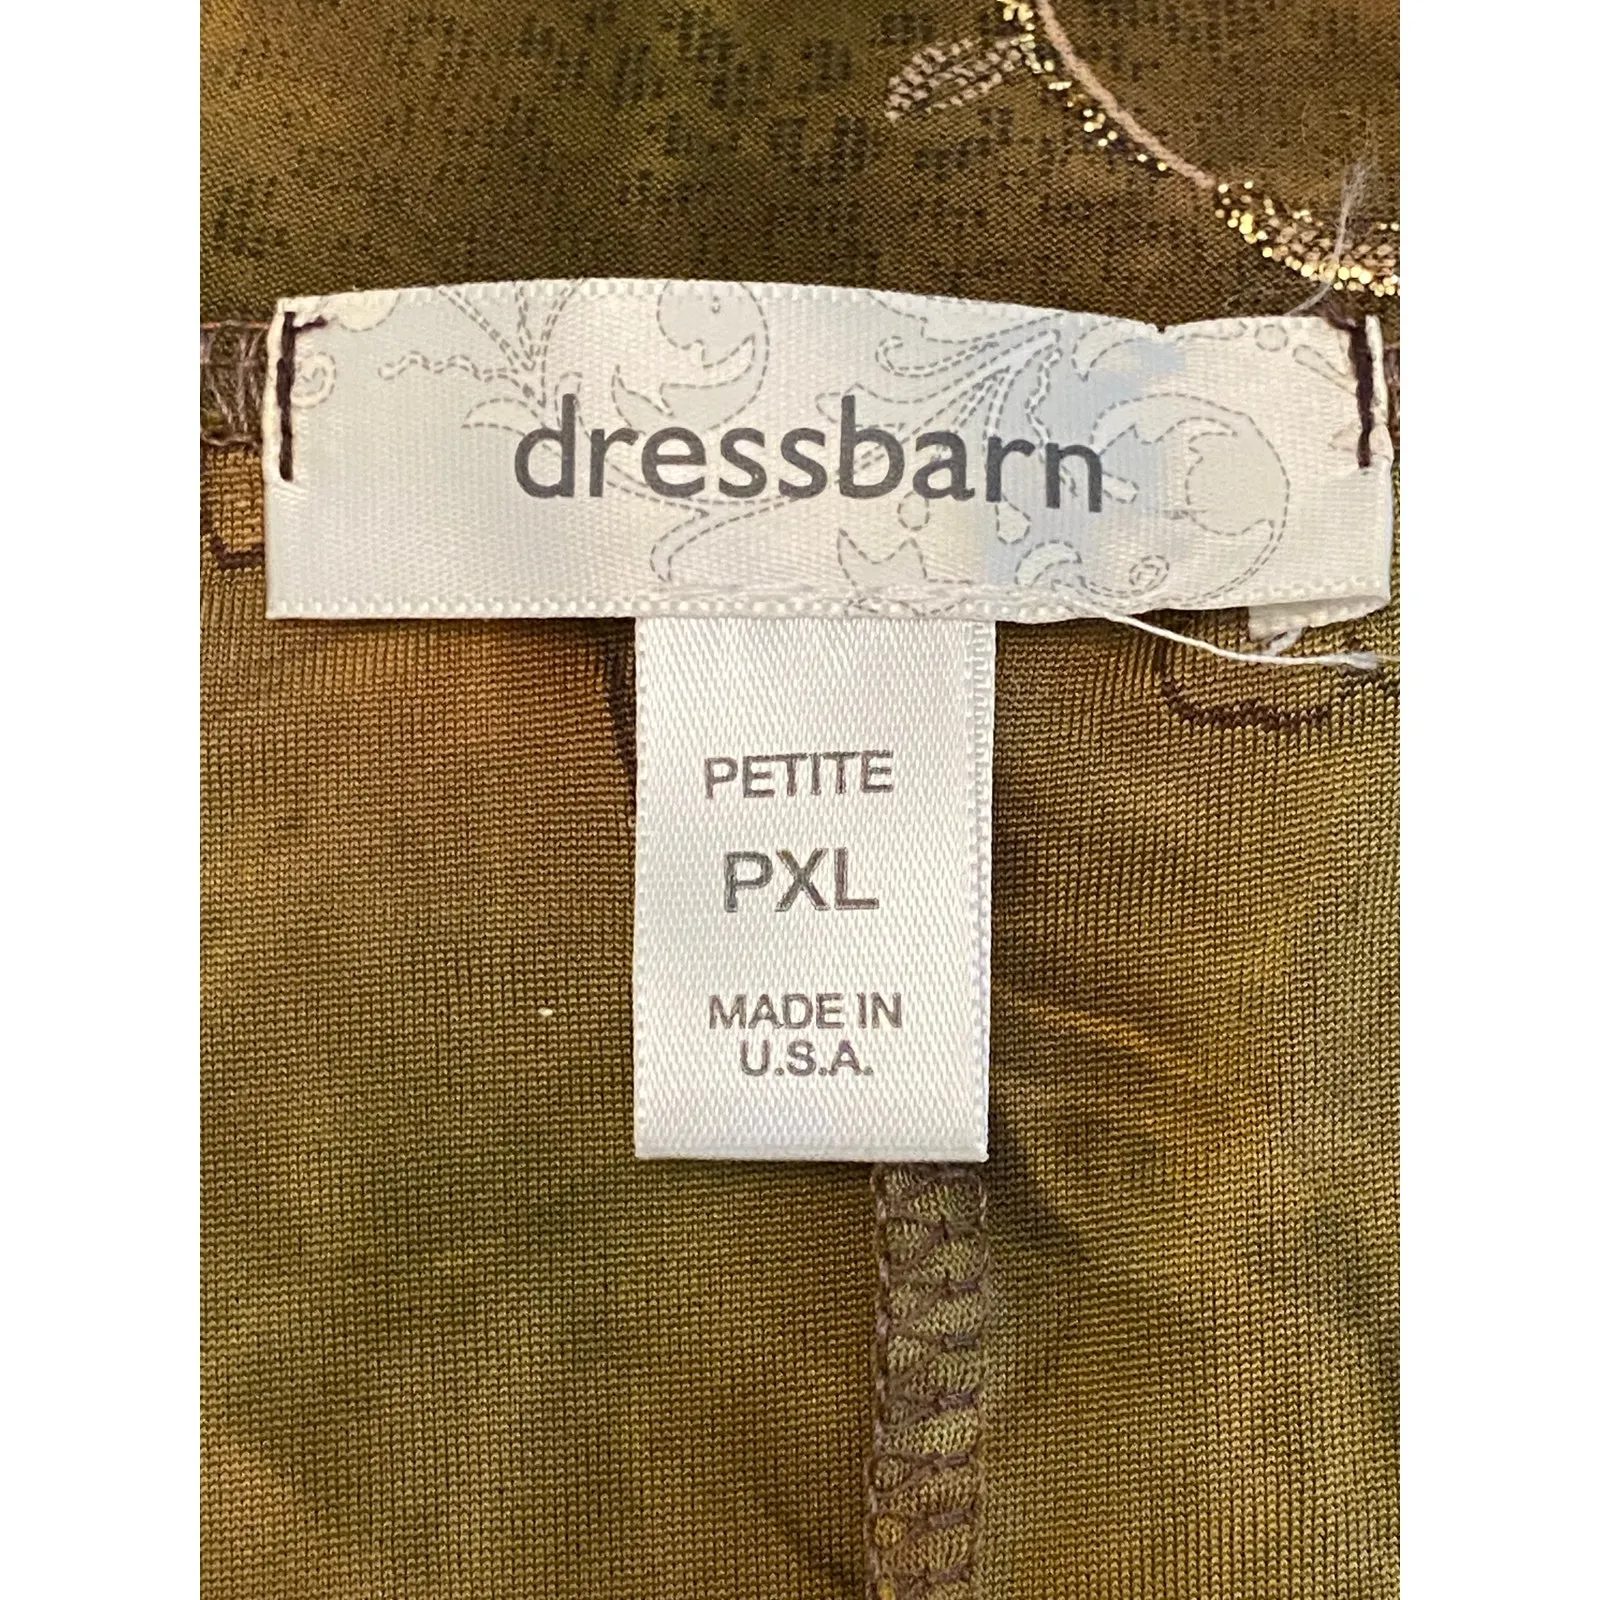 dressbarn
PETITE
PXL
MADE IN
U.S.A.